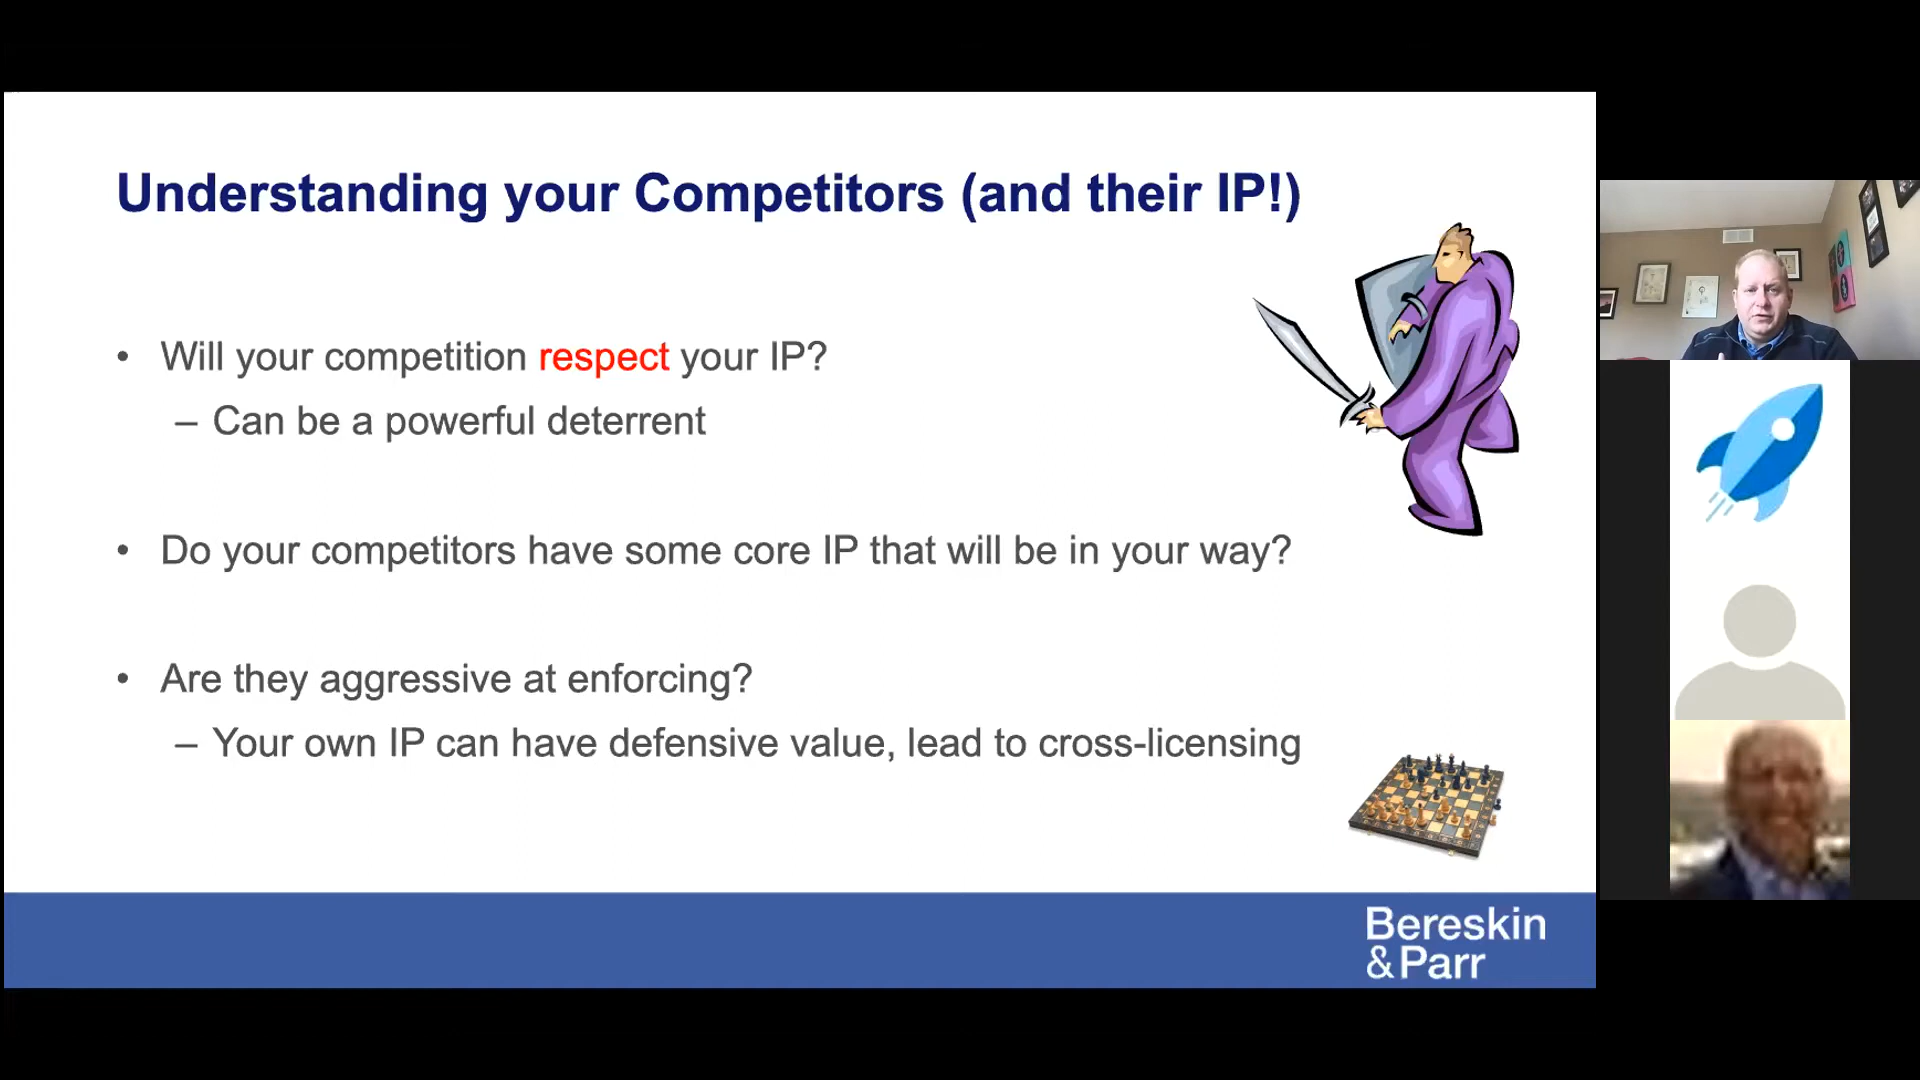 Understanding your Competitors (and their IP!)
• Will your competition respect your IP?
– Can be a powerful deterrent
• Do your competitors have some core IP that will be in your way?
• Are they aggressive at enforcing?
– Your own IP can have defensive value, lead to cross-licensing
Bereskin
& Parr